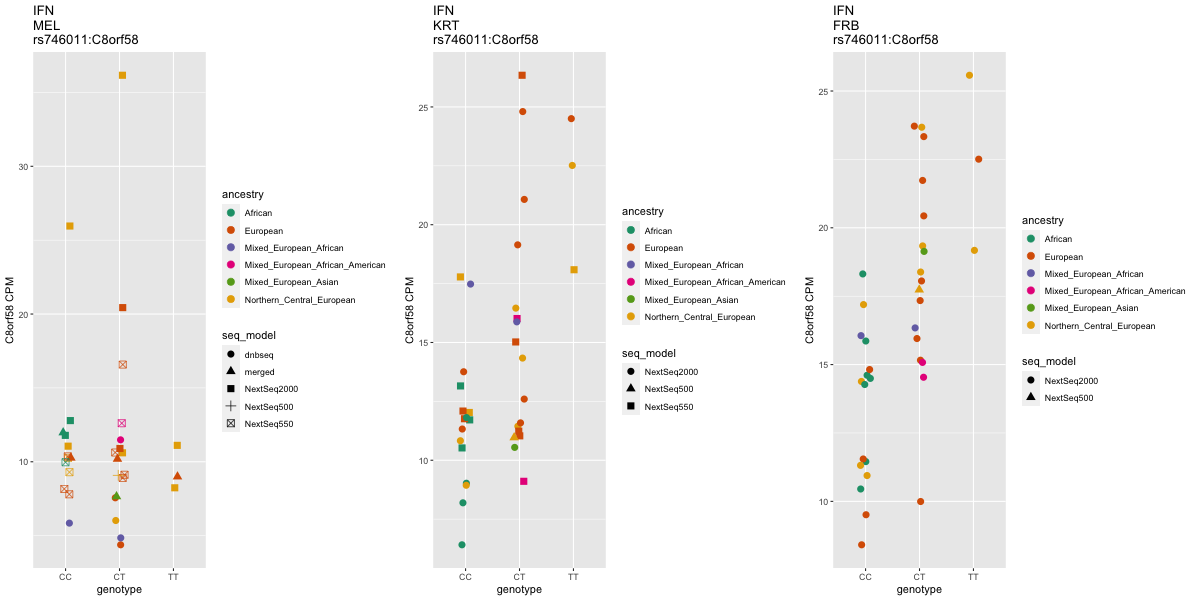 IFN
MEL
rs746011:C8orf58
C8orf58 CPM
30
20
10
CC
CT
TT
genotype
ancestry
African
European
Mixed_European_African
Mixed_European_African_American
Mixed_European_Asian
Northern_Central_European
seq_model
dnbseq
merged
NextSeq2000
NextSeq500
NextSeq550
IFN
KRT
rs746011:C8orf58
C8orf58 CPM
25
20
15
10
CC
CT
TT
genotype
ancestry
African
European
Mixed_European_African
Mixed_European_African_American
Mixed_European_Asian
Northern_Central_European
seq_model
NextSeq2000
NextSeq500
NextSeq550
IFN
FRB
rs746011:C8orf58
C8orf58 CPM
25
20
15
10
CC
CT
TT
genotype
ancestry
African
European
Mixed_European_African
Mixed_European_African_American
Mixed_European_Asian
Northern_Central_European
seq_model
NextSeq2000
NextSeq500